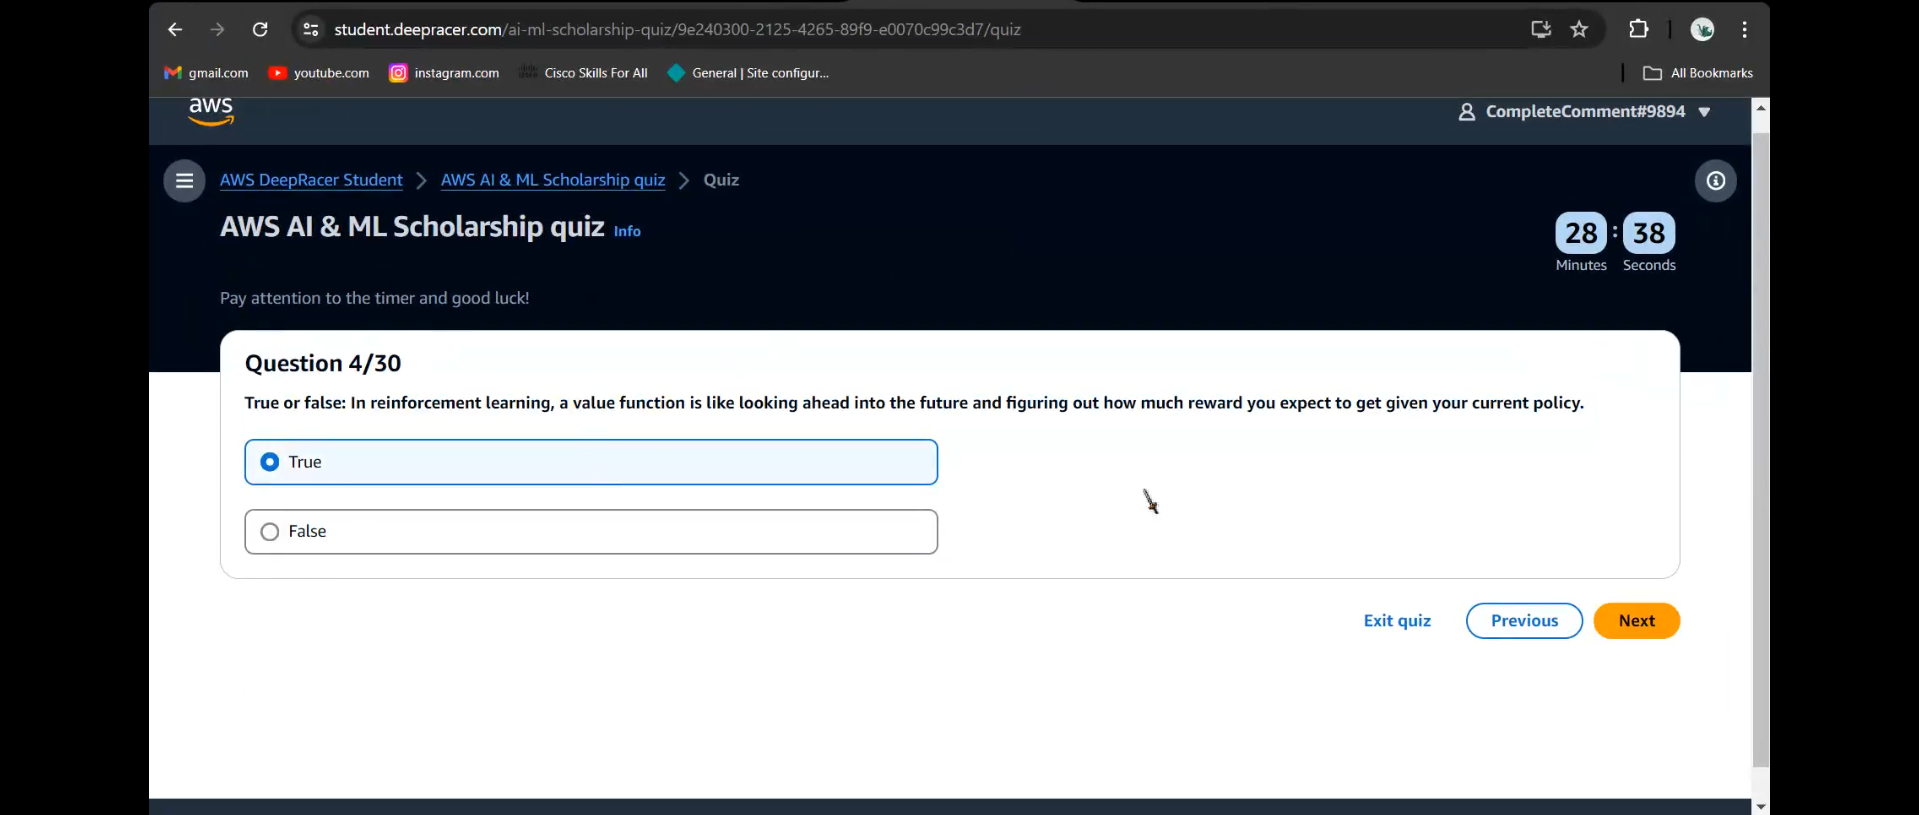 student.deepracer.com/ai-ml-scholarship-quiz/9e240300-2125-4265-89f9-e0070c99c3d7/quiz
gmail.com youtube.com instagram.com Cisco Skills For All General | Site configur... All Bookmarks
aws CompleteComment#9894
AWS DeepRacer Student AWS AI & ML Scholarship quiz Quiz
AWS AI & ML Scholarship quiz Info
28 : 38
Minutes Seconds
Pay attention to the timer and good luck!
Question 4/30
True or false: In reinforcement learning, a value function is like looking ahead into the future and figuring out how much reward you expect to get given your current policy.
True
False
Exit quiz Previous Next